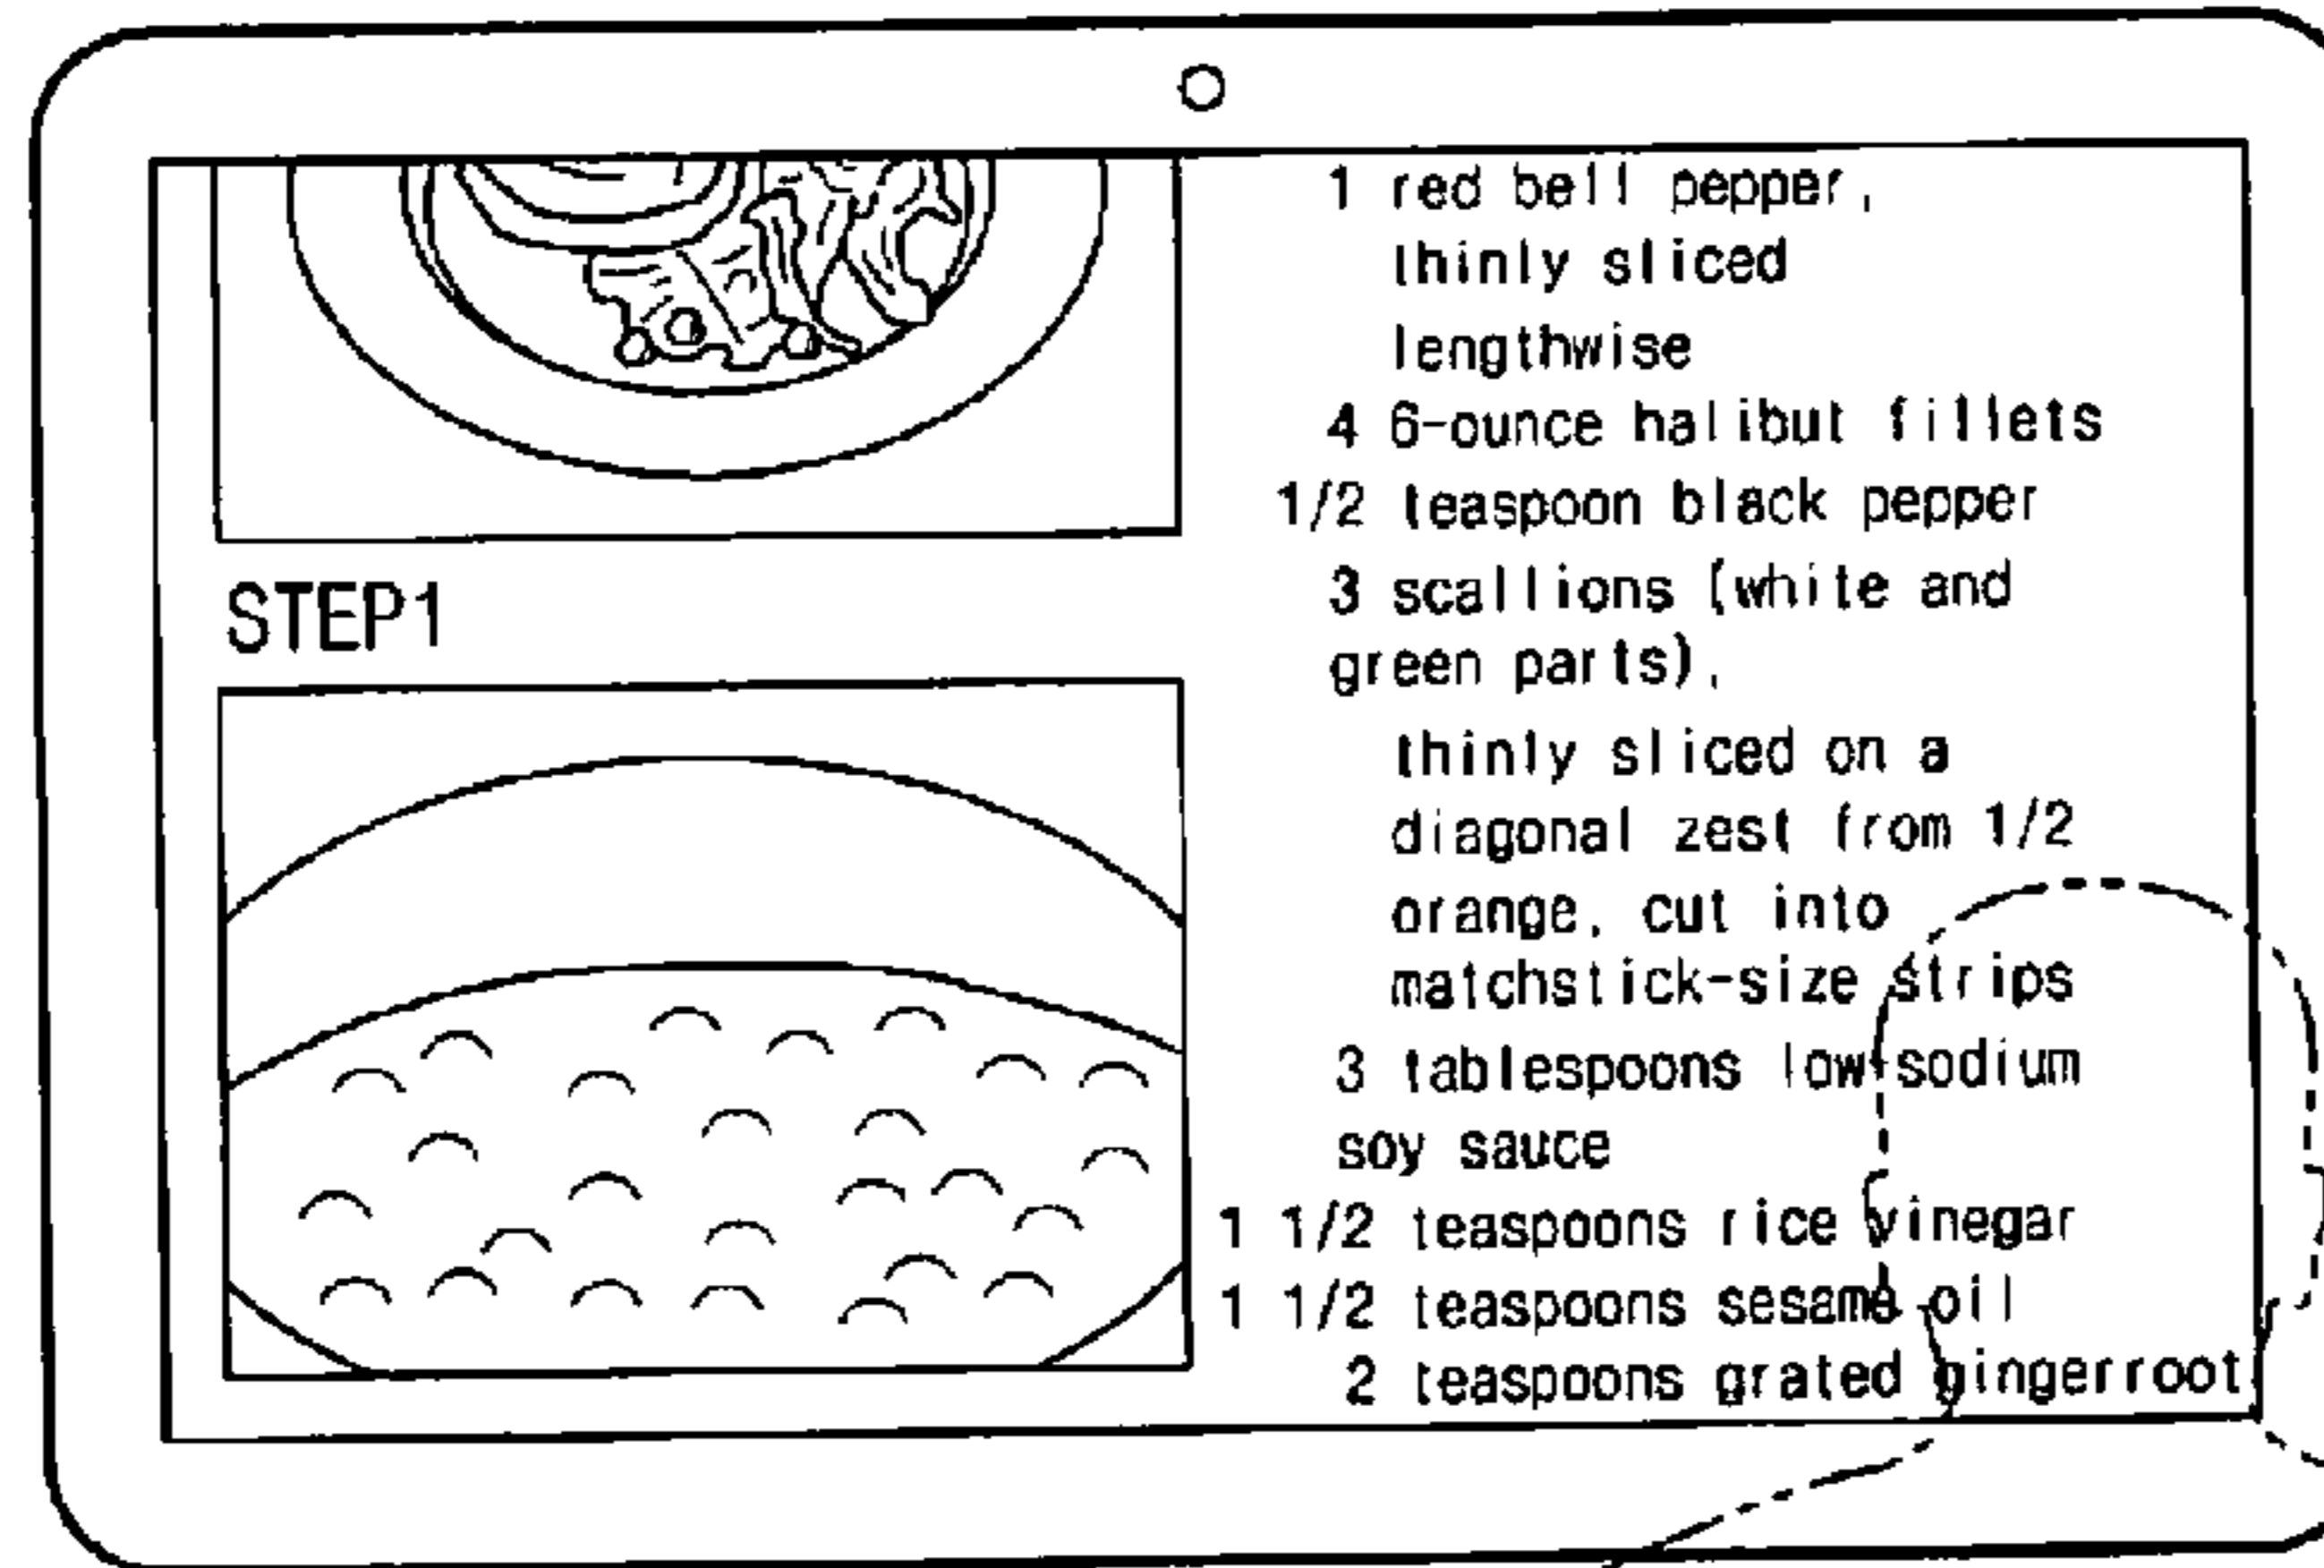 STEP1
1 red bell pepper,
thinly sliced
lengthwise
4 6-ounce halibut fillets
1/2 teaspoon black pepper
3 scallions (white and
green parts),
thinly sliced on a
diagonal zest from 1/2
orange, cut into
matchstick-size strips
3 tablespoons low-sodium
soy sauce
1 1/2 teaspoons rice vinegar
1 1/2 teaspoons sesame oil
2 teaspoons grated gingerroot